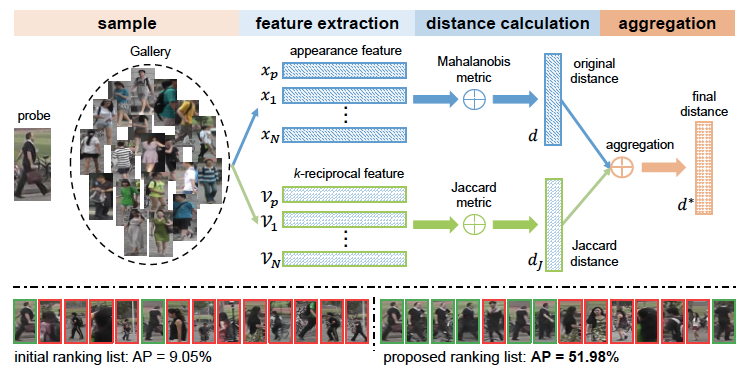 sample
feature extraction
distance calculation
aggregation
Gallery
probe
appearance feature
x_p
x_1
⋮
x_N
Mahalanobis
metric
original
distance
d
k-reciprocal feature
𝒱_p
𝒱_1
⋮
𝒱_N
Jaccard
metric
d_J
Jaccard
distance
aggregation
final
distance
d*
initial ranking list: AP = 9.05%
proposed ranking list: AP = 51.98%